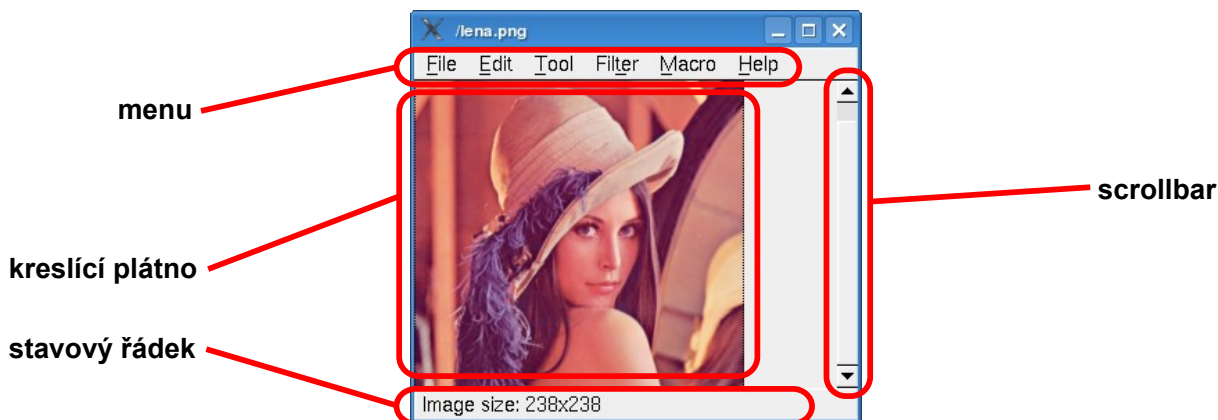 /lena.png
File Edit Tool Filter Macro Help
menu
scrollbar
kreslící plátno
stavový řádek
Image size: 238x238